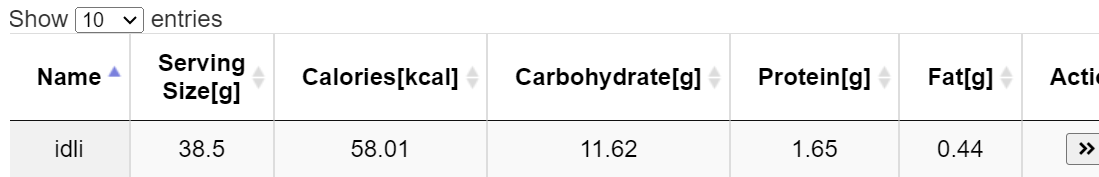 Show 10 entries
Name Serving Size[g] Calories[kcal] Carbohydrate[g] Protein[g] Fat[g]
idli 38.5 58.01 11.62 1.65 0.44 »